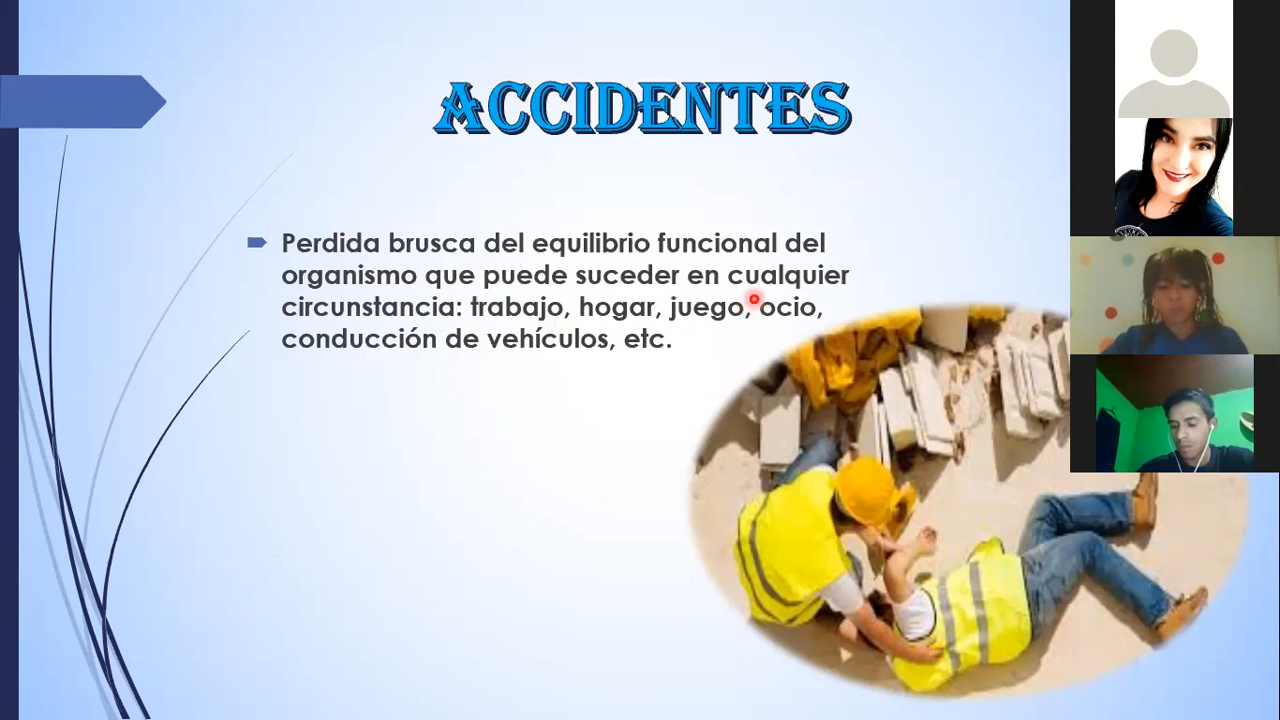 ACCIDENTES
Perdida brusca del equilibrio funcional del
organismo que puede suceder en cualquier
circunstancia: trabajo, hogar, juego, ocio,
conducción de vehículos, etc.